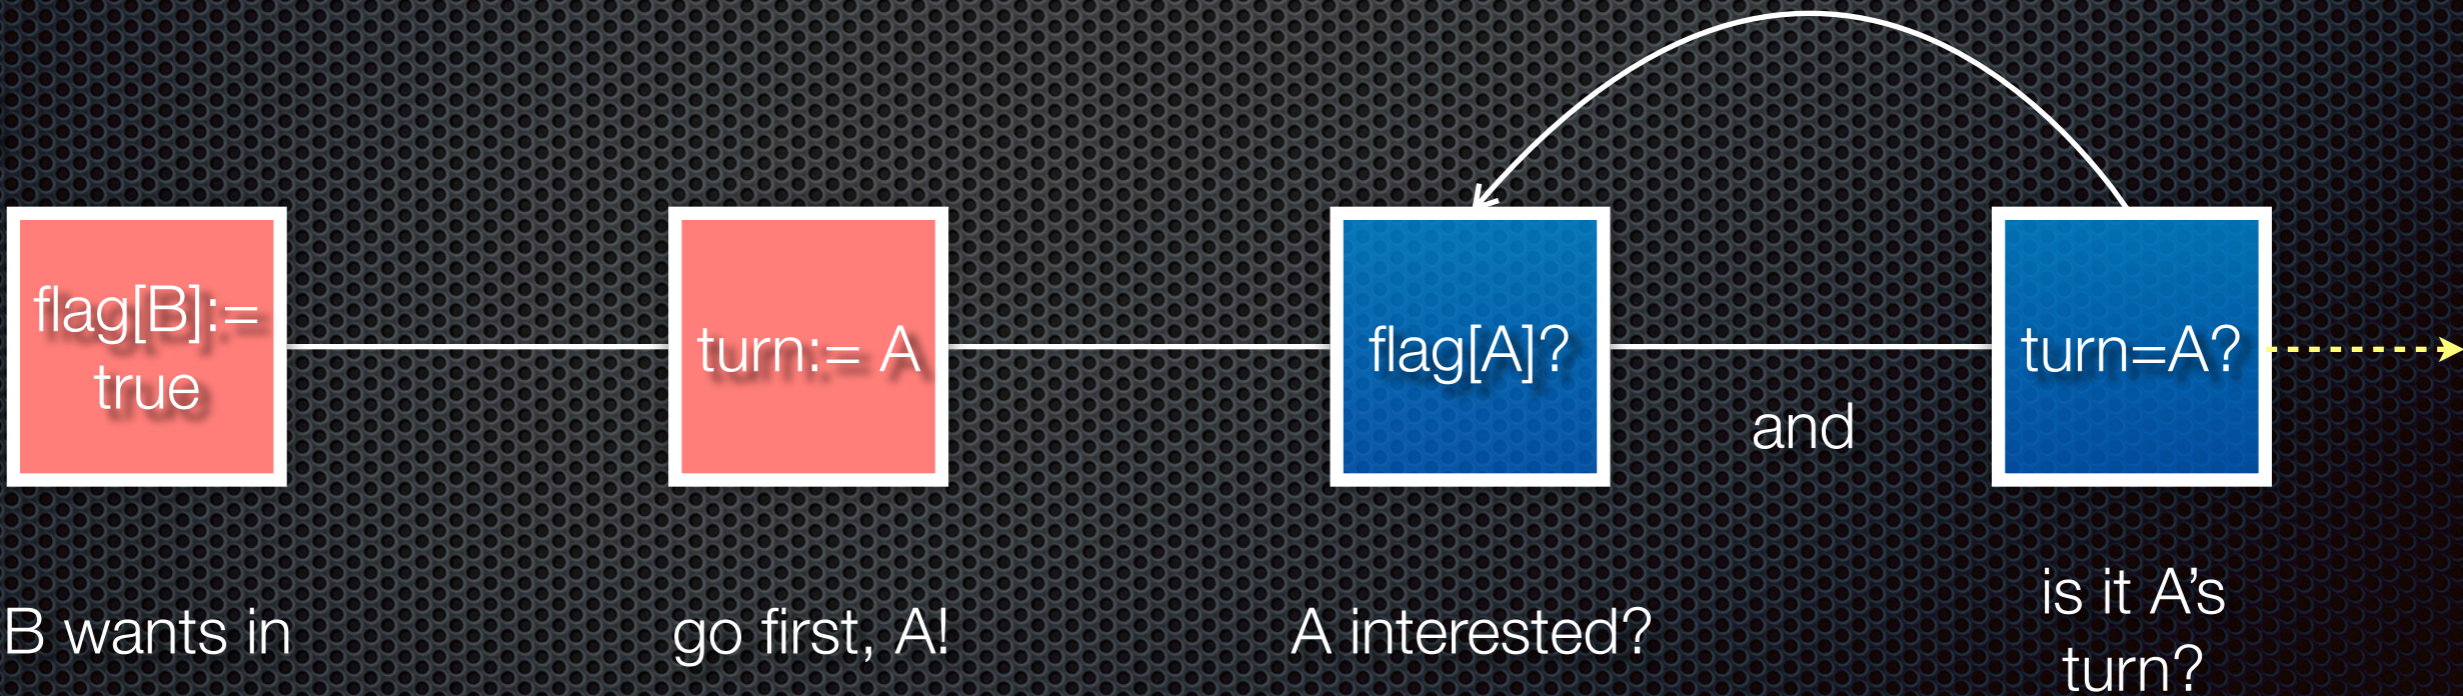 flag[B]:=
true
turn:= A
flag[A]?
and
turn=A?
B wants in
go first, A!
A interested?
is it A’s
turn?